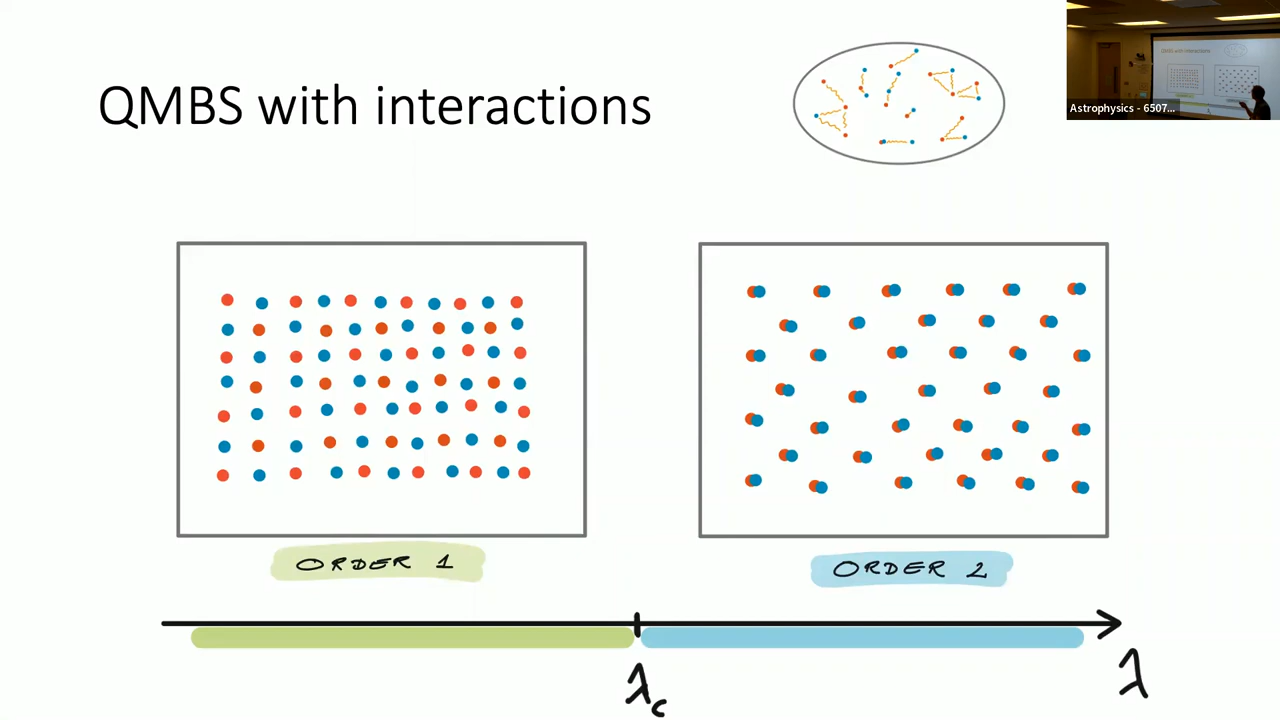 QMBS with interactions
Astrophysics - 6507...
ORDER 1
ORDER 2
λc
λ